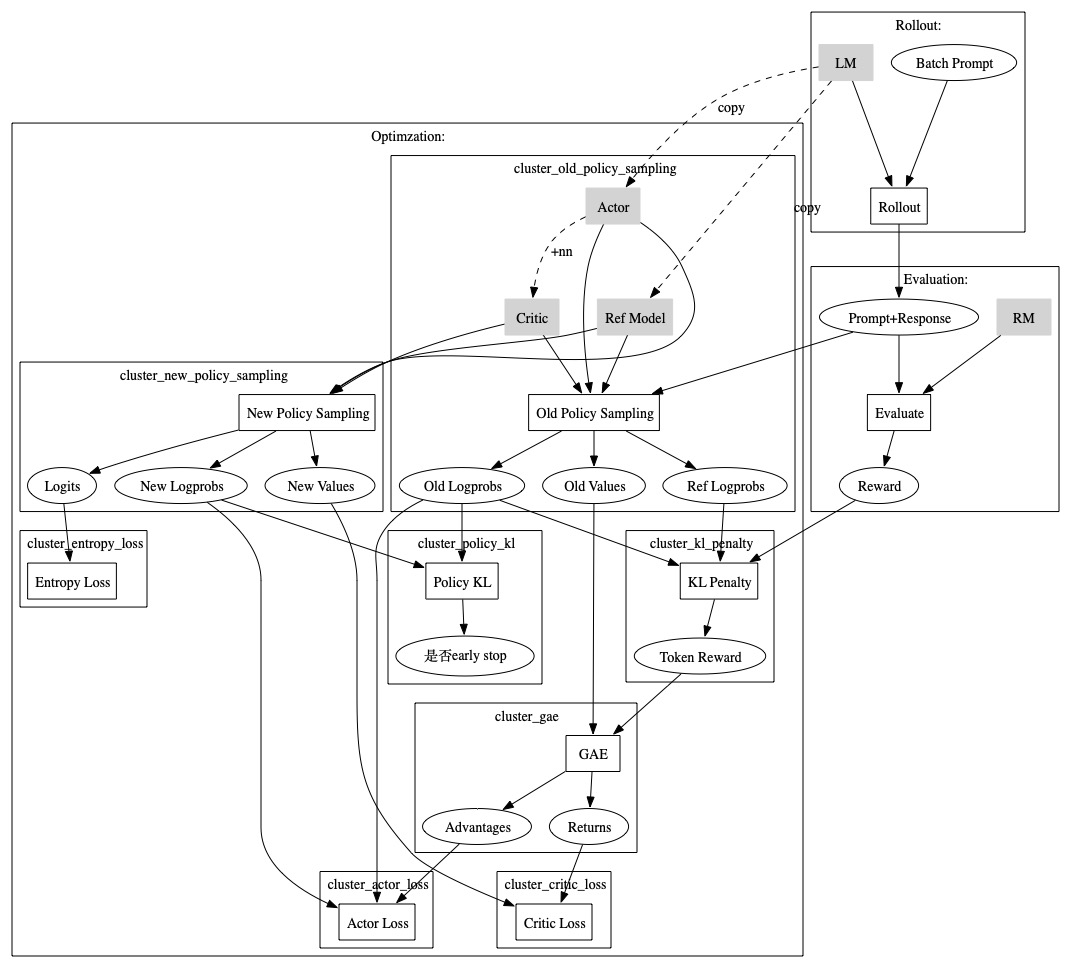 Rollout:
LM
Batch Prompt
copy
Optimzation:
cluster_old_policy_sampling
Actor
Rollout
copy
+nn
Evaluation:
Critic
Ref Model
Prompt+Response
RM
cluster_new_policy_sampling
New Policy Sampling
Old Policy Sampling
Evaluate
Logits
New Logprobs
New Values
Old Logprobs
Old Values
Ref Logprobs
Reward
cluster_entropy_loss
cluster_policy_kl
cluster_kl_penalty
Entropy Loss
Policy KL
KL Penalty
是否early stop
Token Reward
cluster_gae
GAE
Advantages
Returns
cluster_actor_loss
cluster_critic_loss
Actor Loss
Critic Loss